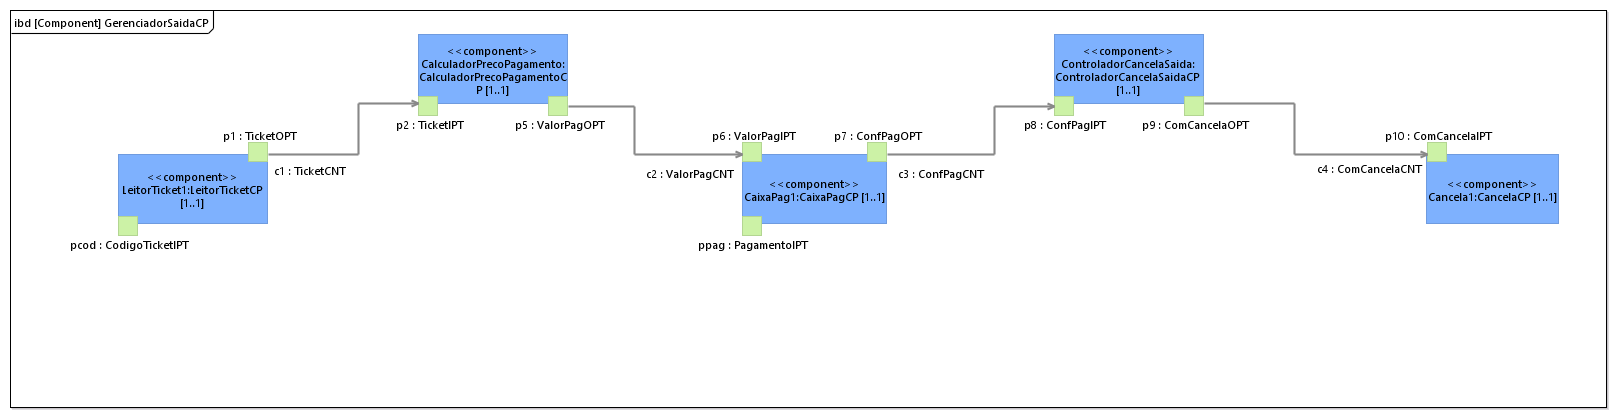 ibd [Component] GerenciadorSaidaCP
<<component>>
CalculadorPrecoPagamento:
CalculadorPrecoPagamentoC
P [1..1]
<<component>>
ControladorCancelaSaida:
ControladorCancelaSaidaCP
[1..1]
p2 : TicketIPT
p5 : ValorPagOPT
p8 : ConfPagIPT
p9 : ComCancelaOPT
p1 : TicketOPT
p6 : ValorPagIPT
p7 : ConfPagOPT
p10 : ComCancelaIPT
c1 : TicketCNT
c2 : ValorPagCNT
c3 : ConfPagCNT
c4 : ComCancelaCNT
<<component>>
LeitorTicket1:LeitorTicketCP
[1..1]
<<component>>
CaixaPag1:CaixaPagCP [1..1]
<<component>>
Cancela1:CancelaCP [1..1]
pcod : CodigoTicketIPT
ppag : PagamentoIPT